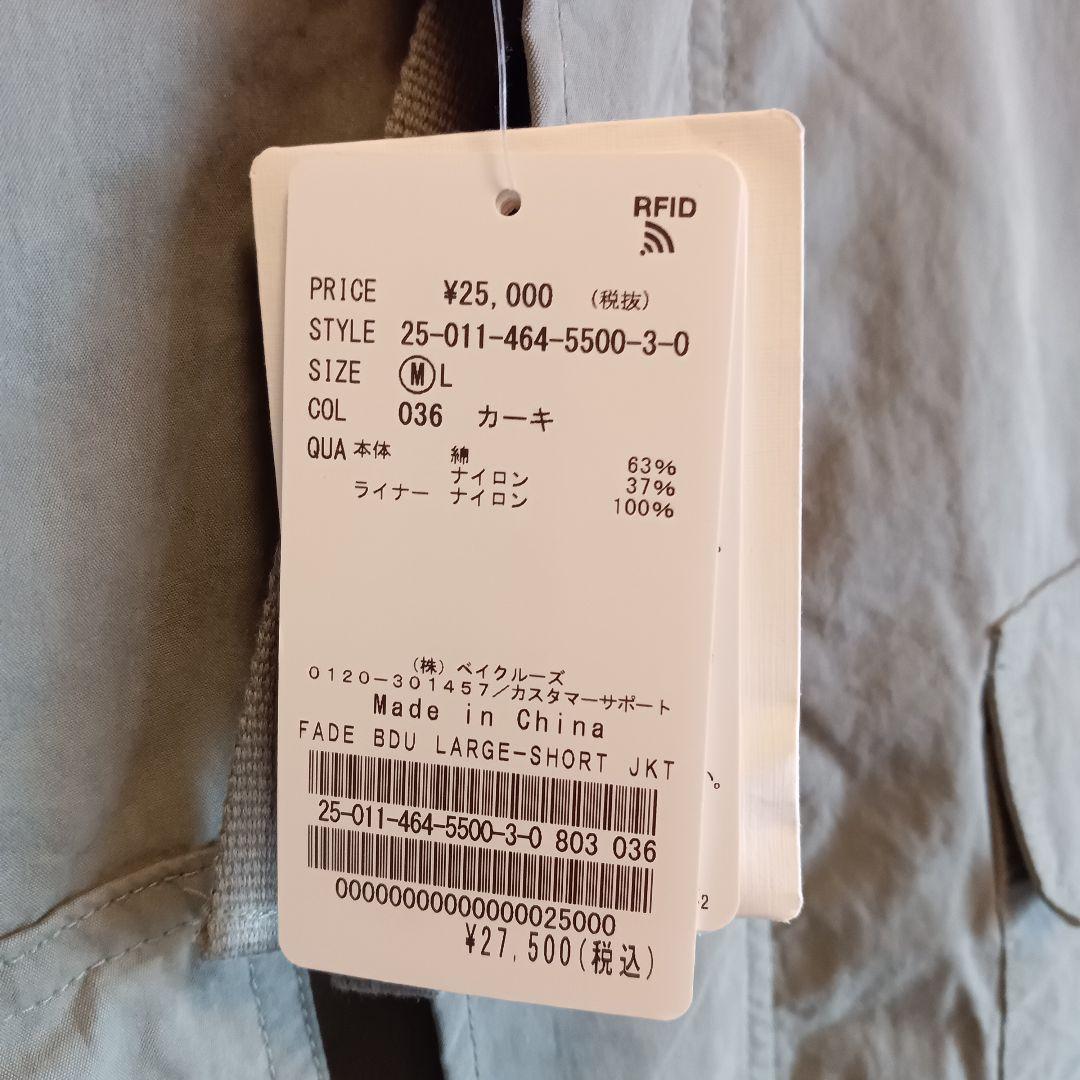 RFID
PRICE ¥25,000 (税抜)
STYLE 25-011-464-5500-3-0
SIZE M L
COL 036 カーキ
QUA 本体 綿 63%
ナイロン 37%
ライナー ナイロン 100%
(株) ベイクルーズ
0120-301457/カスタマーサポート
Made in China
FADE BDU LARGE-SHORT JKT
25-011-464-5500-3-0 803 036
00000000000000025000
¥27,500(税込)